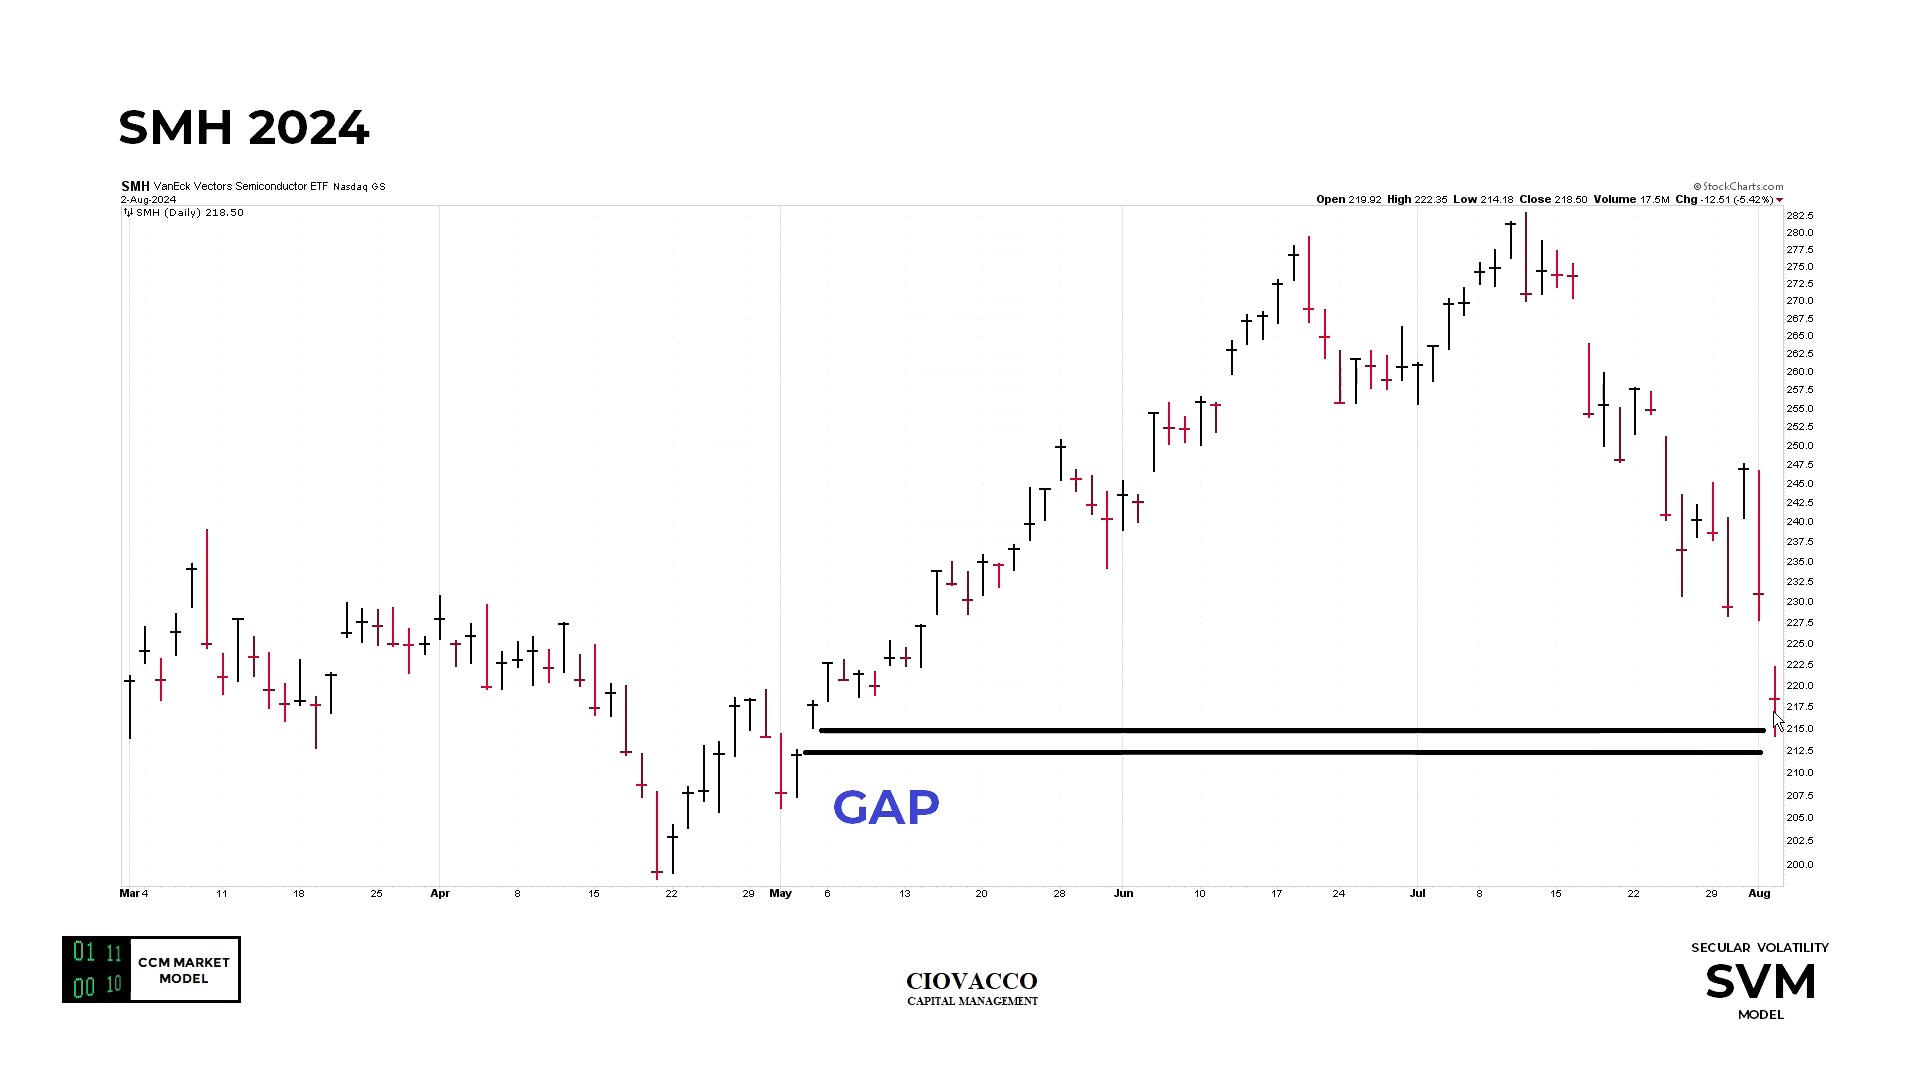 SMH 2024
SMH VanEck Vectors Semiconductor ETF Nasdaq GS
© StockCharts.com
2-Aug-2024
Open 219.92 High 222.35 Low 214.18 Close 218.50 Volume 17.5M Chg -12.51 (-5.42%)
SMH (Daily) 218.50
282.5
280.0
277.5
275.0
272.5
270.0
267.5
265.0
262.5
260.0
257.5
255.0
252.5
250.0
247.5
245.0
242.5
240.0
237.5
235.0
232.5
230.0
227.5
225.0
222.5
220.0
217.5
215.0
212.5
210.0
207.5
205.0
202.5
200.0
GAP
Mar 4 11 18 25 Apr 8 15 22 29 May 6 13 20 28 Jun 10 17 24 Jul 8 15 22 29 Aug
01 11
00 10
CCM MARKET
MODEL
CIOVACCO
CAPITAL MANAGEMENT
SECULAR VOLATILITY
SVM
MODEL